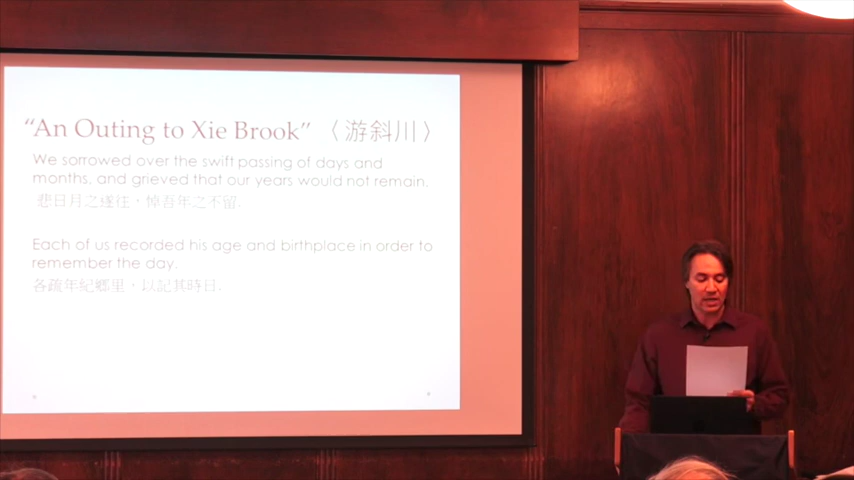 "An Outing to Xie Brook" 〈游斜川〉
We sorrowed over the swift passing of days and
months, and grieved that our years would not remain.
悲日月之遂往，悼吾年之不留.
Each of us recorded his age and birthplace in order to
remember the day.
各疏年紀鄉里，以記其時日.